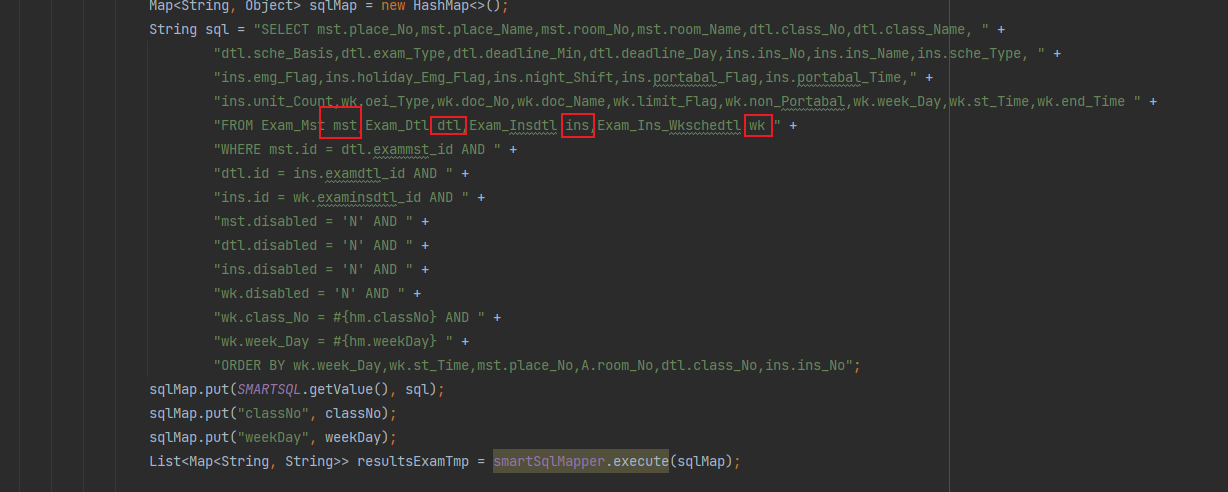 Map<String, Object> sqlMap = new HashMap<>();
String sql = "SELECT mst.place_No,mst.place_Name,mst.room_No,mst.room_Name,dtl.class_No,dtl.class_Name, " +
"dtl.sche_Basis,dtl.exam_Type,dtl.deadline_Min,dtl.deadline_Day,ins.ins_No,ins.ins_Name,ins.sche_Type, " +
"ins.emg_Flag,ins.holiday_Emg_Flag,ins.night_Shift,ins.portabal_Flag,ins.portabal_Time," +
"ins.unit_Count,wk.oei_Type,wk.doc_No,wk.doc_Name,wk.limit_Flag,wk.non_Portabal,wk.week_Day,wk.st_Time,wk.end_Time " +
"FROM Exam_Mst mst,Exam_Dtl dtl,Exam_Insdtl ins,Exam_Ins_Wkschedtl wk " +
"WHERE mst.id = dtl.exammst_id AND " +
"dtl.id = ins.examdtl_id AND " +
"ins.id = wk.examinsdtl_id AND " +
"mst.disabled = 'N' AND " +
"dtl.disabled = 'N' AND " +
"ins.disabled = 'N' AND " +
"wk.disabled = 'N' AND " +
"wk.class_No = #{hm.classNo} AND " +
"wk.week_Day = #{hm.weekDay} " +
"ORDER BY wk.week_Day,wk.st_Time,mst.place_No,A.room_No,dtl.class_No,ins.ins_No";
sqlMap.put(SMARTSQL.getValue(), sql);
sqlMap.put("classNo", classNo);
sqlMap.put("weekDay", weekDay);
List<Map<String, String>> resultsExamTmp = smartSqlMapper.execute(sqlMap);